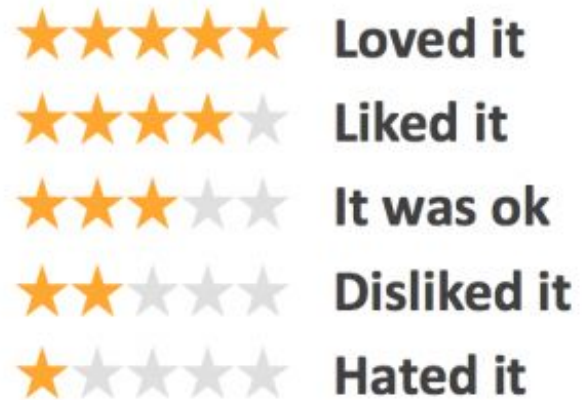 Loved it
Liked it
It was ok
Disliked it
Hated it